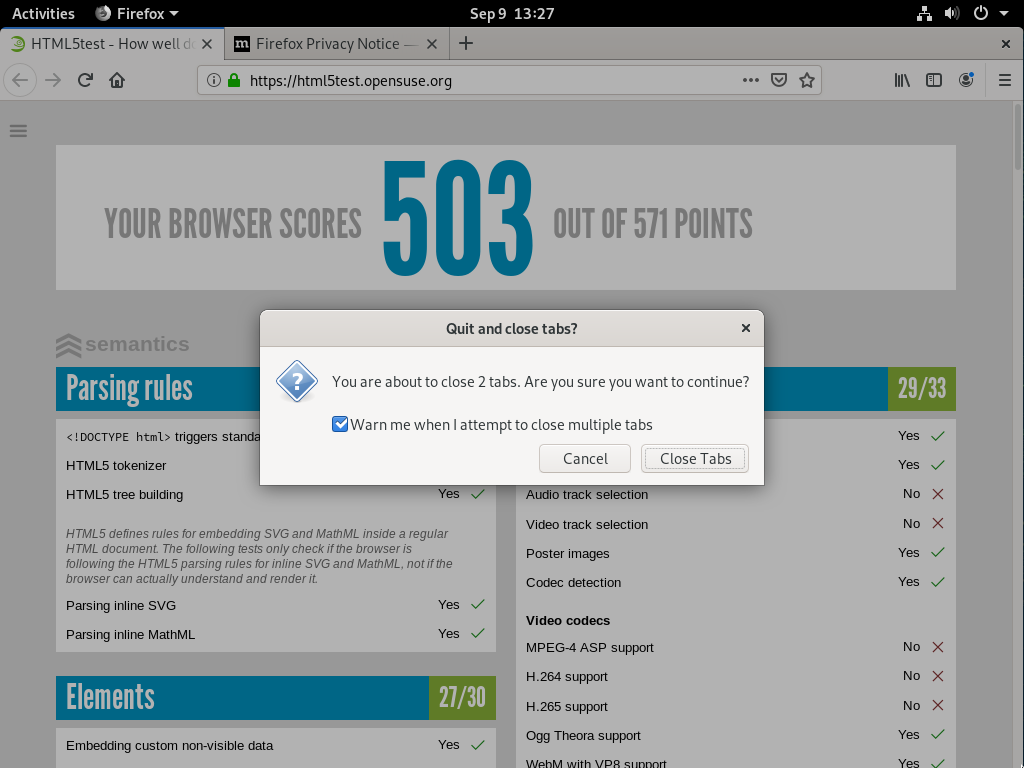 Activities Firefox Sep 9 13:27
HTML5test - How well do Firefox Privacy Notice —
https://html5test.opensuse.org
YOUR BROWSER SCORES 503 OUT OF 571 POINTS
semantics
Parsing rules
<!DOCTYPE html> triggers standa
HTML5 tokenizer
HTML5 tree building Yes
HTML5 defines rules for embedding SVG and MathML inside a regular
HTML document. The following tests only check if the browser is
following the HTML5 parsing rules for inline SVG and MathML, not if the
browser can actually understand and render it.
Parsing inline SVG Yes
Parsing inline MathML Yes
Elements 27/30
Embedding custom non-visible data Yes
Quit and close tabs?
You are about to close 2 tabs. Are you sure you want to continue?
Warn me when I attempt to close multiple tabs
Cancel Close Tabs
29/33
Yes
Yes
Audio track selection No
Video track selection No
Poster images Yes
Codec detection Yes
Video codecs
MPEG-4 ASP support No
H.264 support No
H.265 support No
Ogg Theora support Yes
WebM with VP8 support Yes